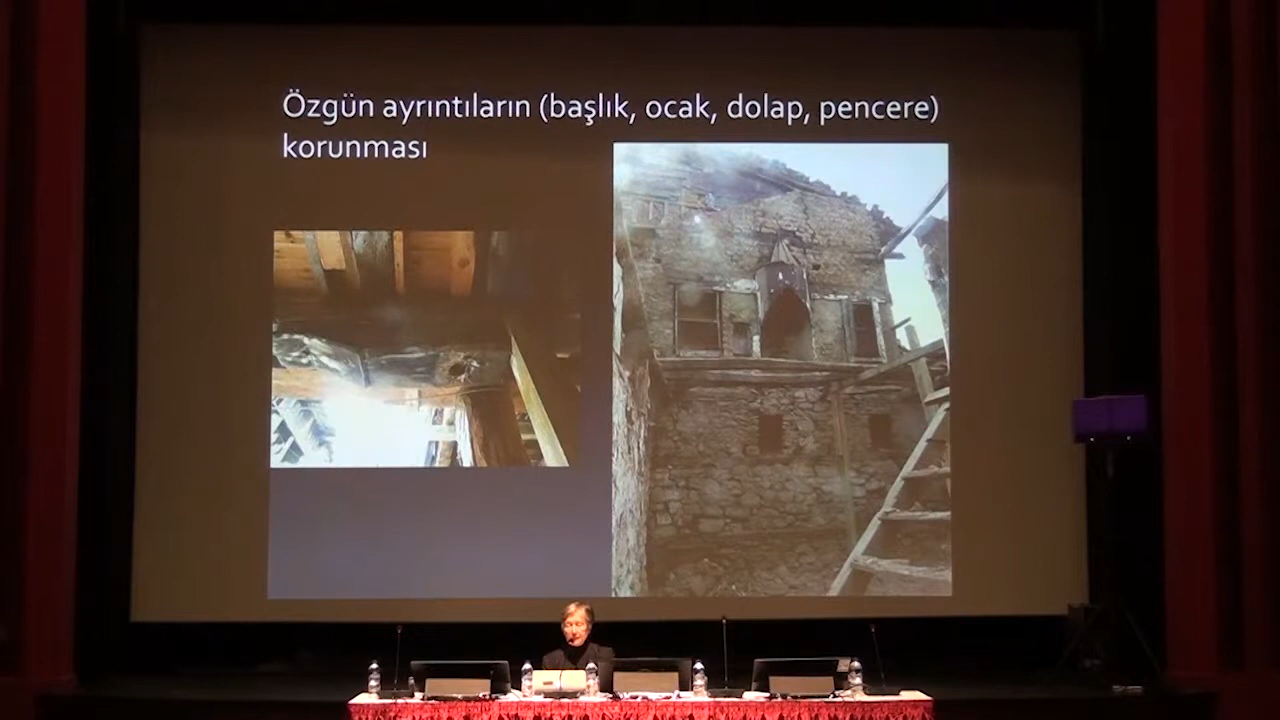 Özgün ayrıntıların (başlık, ocak, dolap, pencere)
korunması